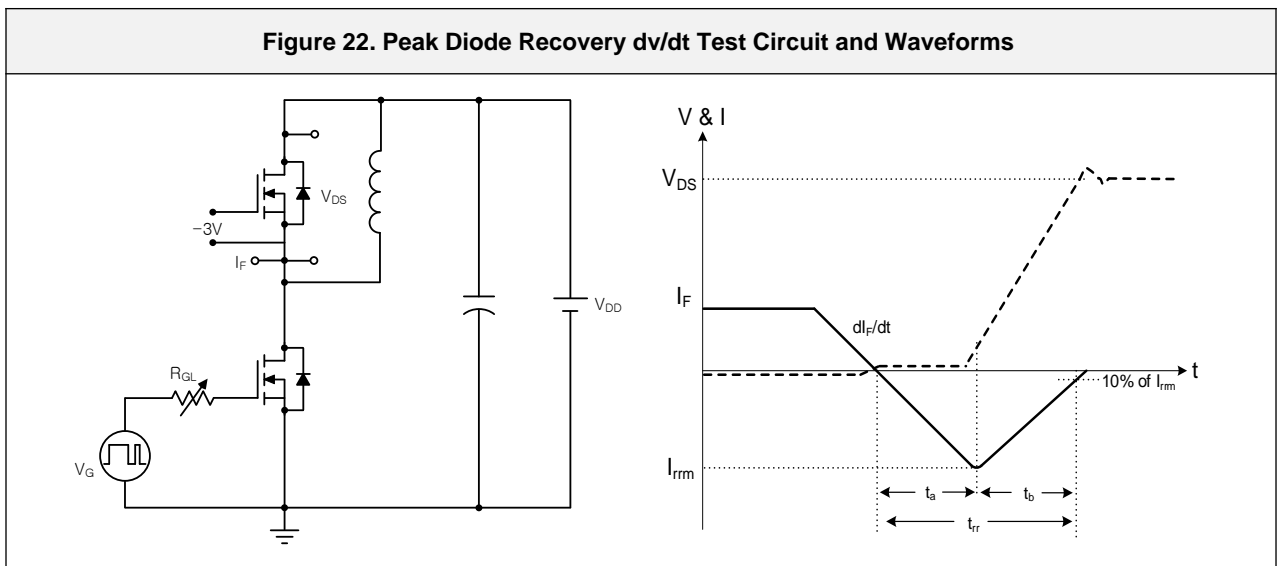 Figure 22. Peak Diode Recovery dv/dt Test Circuit and Waveforms
VDS
−3V
IF
VDD
RGL
VG
V & I
VDS
IF
dIF/dt
t
10% of Irrm
Irrm
ta
tb
trr